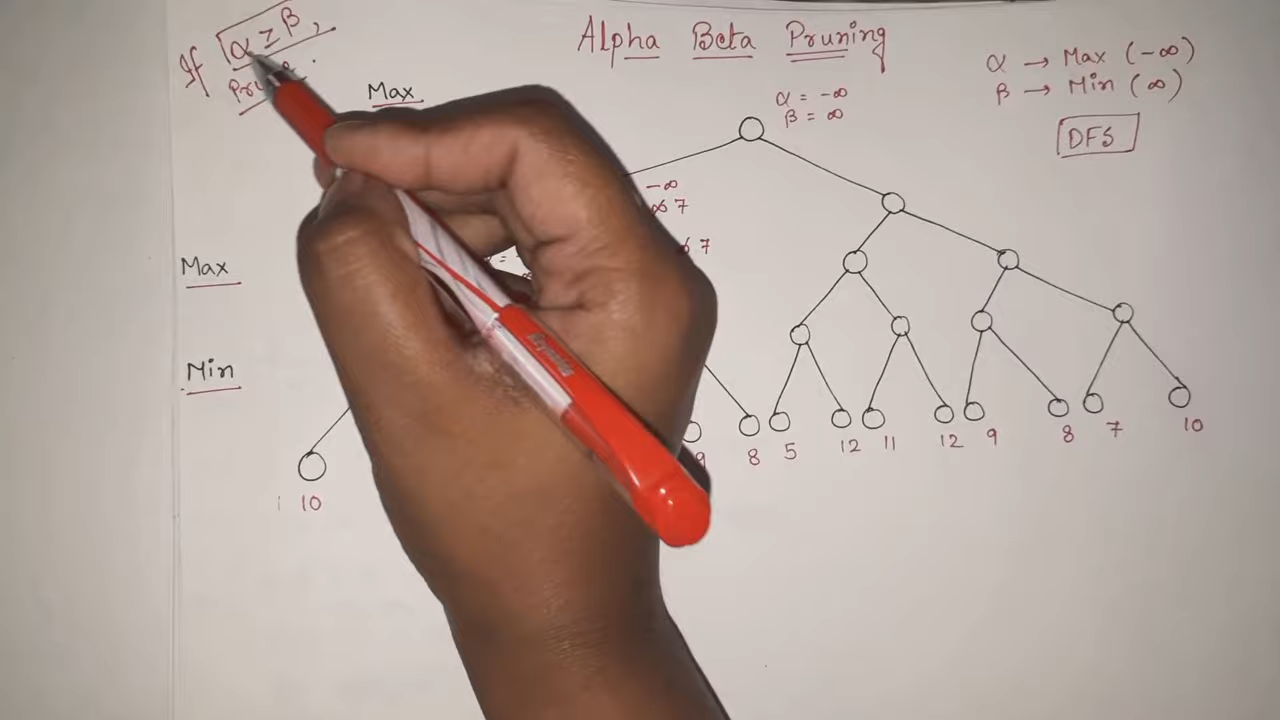 If α ≥ β,
Alpha Beta Pruning
α → Max (-∞)
β → Min (∞)
DFS
Max
α = -∞
β = ∞
-∞
∞ 7
7
Max
Min
10
9 8 5 12 11 12 9 8 7 10